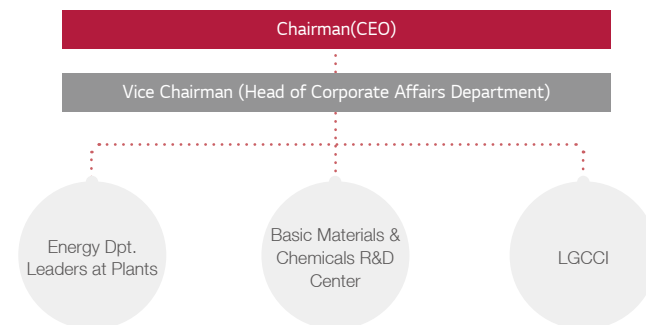 Chairman(CEO)
Vice Chairman (Head of Corporate Affairs Department)
Energy Dpt.
Leaders at Plants
Basic Materials &
Chemicals R&D
Center
LGCCI